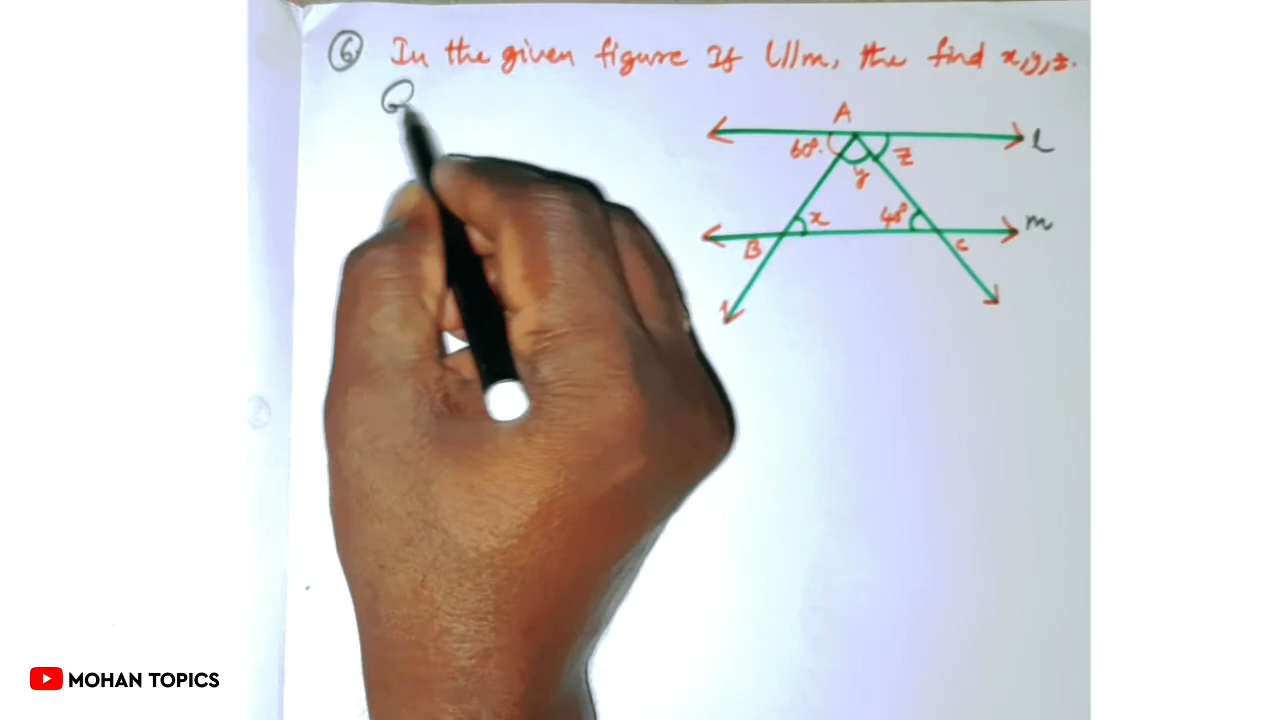 6 In the given figure If l//m, the find x,y,z.
A
60°.
z
L
y
x
48°
m
B
C
MOHAN TOPICS